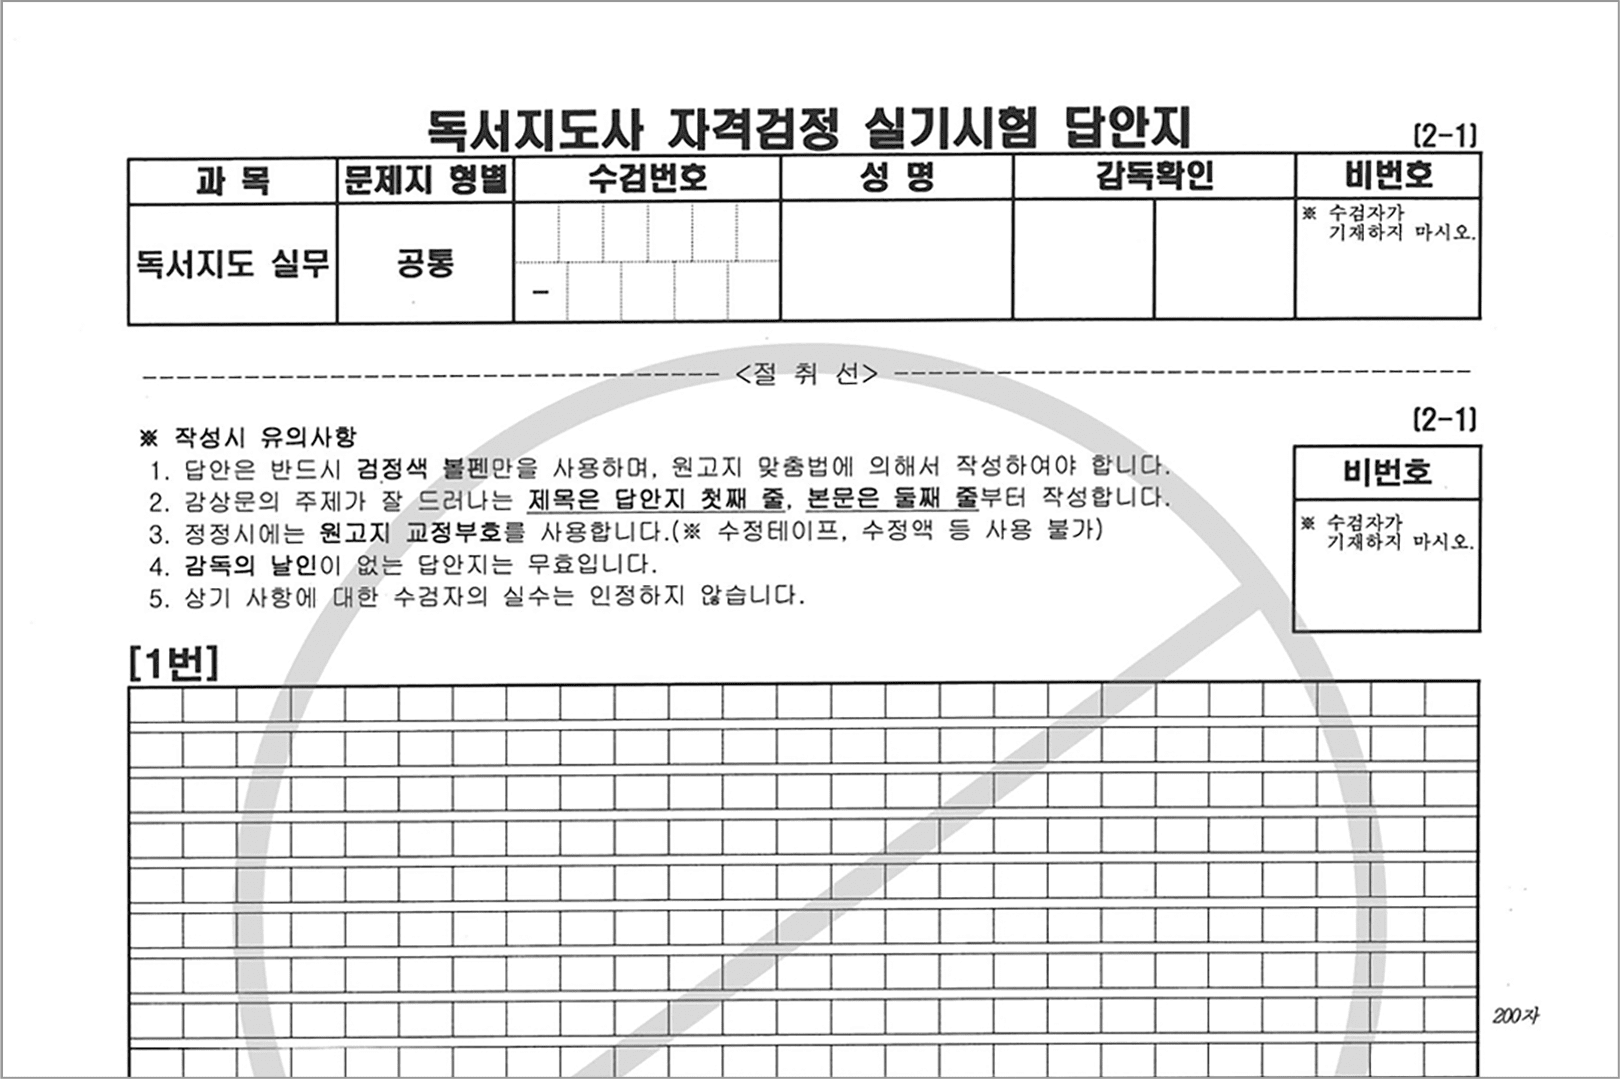 독서지도사 자격검정 실기시험 답안지 (2-1)
과 목 문제지 형별 수검번호 성 명 감독확인 비번호
독서지도 실무 공통 -
※ 수검자가
기재하지 마시오.
<절 취 선>
(2-1)
※ 작성시 유의사항
1. 답안은 반드시 검정색 볼펜만을 사용하며, 원고지 맞춤법에 의해서 작성하여야 합니다.
2. 감상문의 주제가 잘 드러나는 제목은 답안지 첫째 줄, 본문은 둘째 줄부터 작성합니다.
3. 정정시에는 원고지 교정부호를 사용합니다.(※ 수정테이프, 수정액 등 사용 불가)
4. 감독의 날인이 없는 답안지는 무효입니다.
5. 상기 사항에 대한 수검자의 실수는 인정하지 않습니다.
비번호
※ 수검자가
기재하지 마시오.
[1번]
200자